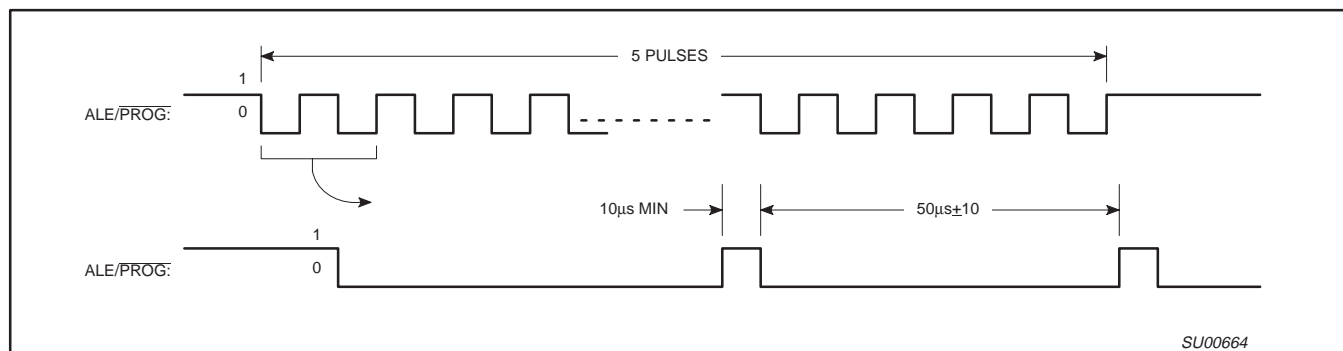 5 PULSES
1
0
ALE/PROG:
10μs MIN
50μs±10
1
0
ALE/PROG:
SU00664